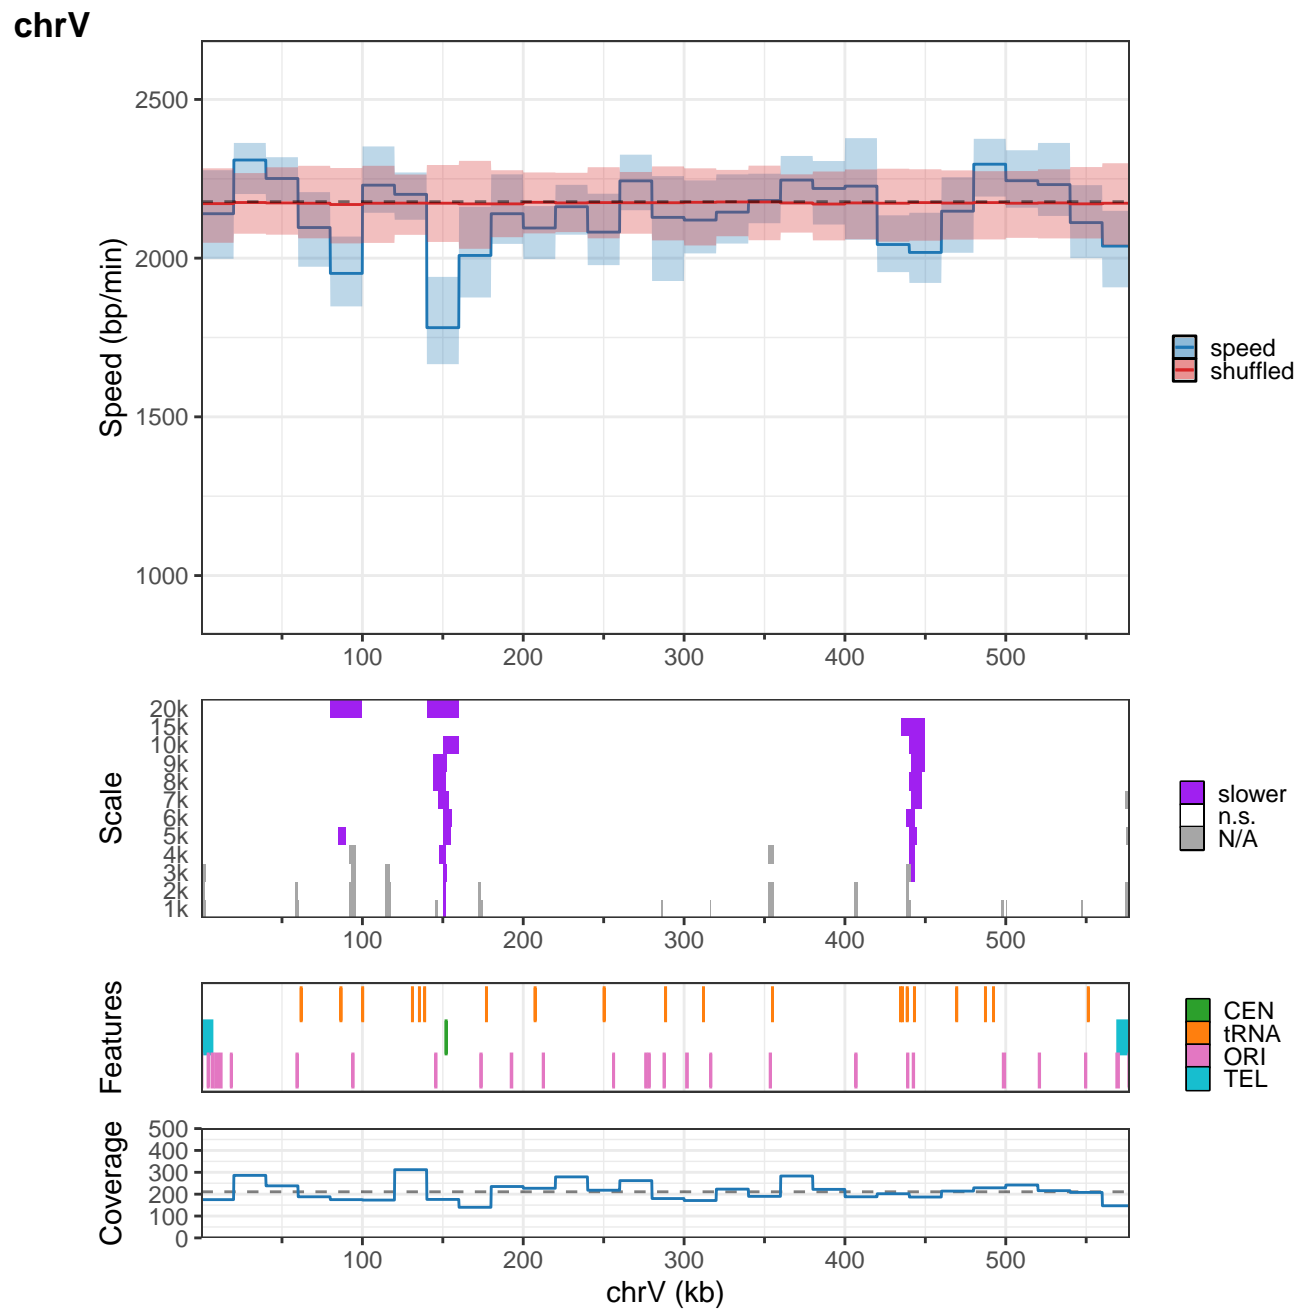 chrV
Speed (bp/min)
2500
2000
1500
1000
100 200 300 400 500
speed
shuffled
Scale
20k
15k
10k
9k
8k
7k
6k
5k
4k
3k
2k
1k
100 200 300 400 500
slower
n.s.
N/A
Features
CEN
tRNA
ORI
TEL
Coverage
500
400
300
200
100
0
100 200 300 400 500
chrV (kb)